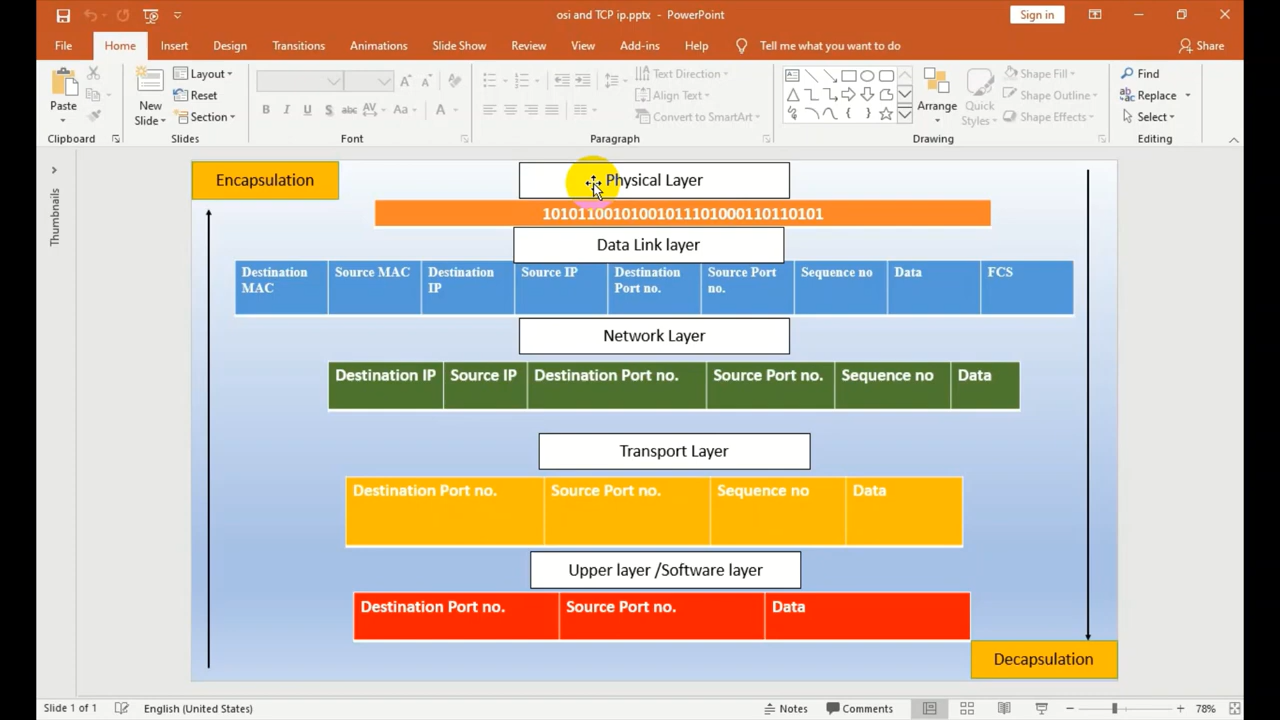 osi and TCP ip.pptx - PowerPoint
Sign in
File Home Insert Design Transitions Animations Slide Show Review View Add-ins Help Tell me what you want to do Share
Paste
Clipboard
New Slide
Layout
Reset
Section
Slides
B I U S abc AV Aa A
Font
Text Direction
Align Text
Convert to SmartArt
Paragraph
Arrange
Quick Styles
Shape Fill
Shape Outline
Shape Effects
Drawing
Find
Replace
Select
Editing
Thumbnails
Encapsulation
Physical Layer
1010110010100101110100011011010​1
Data Link layer
Destination MAC
Source MAC
Destination IP
Source IP
Destination Port no.
Source Port no.
Sequence no
Data
FCS
Network Layer
Destination IP Source IP Destination Port no. Source Port no. Sequence no Data
Transport Layer
Destination Port no. Source Port no. Sequence no Data
Upper layer /Software layer
Destination Port no. Source Port no. Data
Decapsulation
Slide 1 of 1 English (United States) Notes Comments 78%